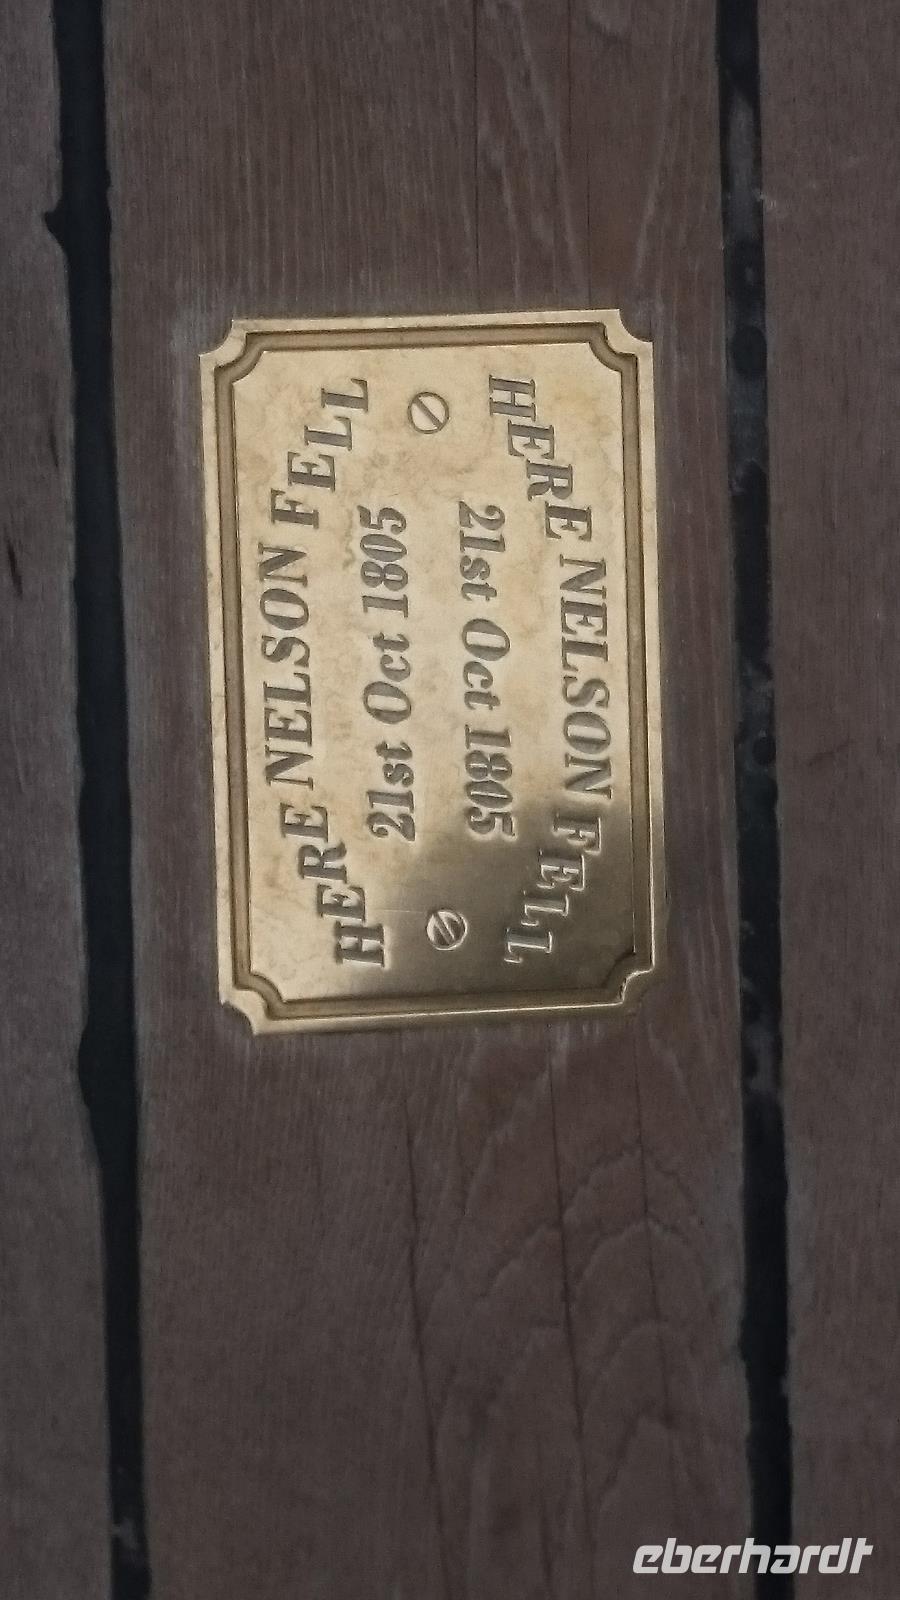 HERE NELSON FELL
21st Oct 1805
21st Oct 1805
HERE NELSON FELL
eberhardt